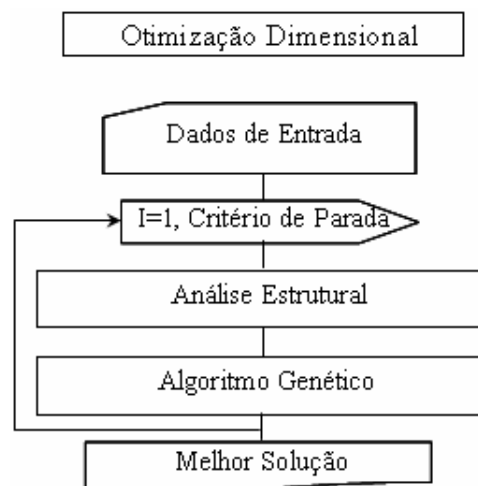 Otimização Dimensional
Dados de Entrada
I=1, Critério de Parada
Análise Estrutural
Algoritmo Genético
Melhor Solução